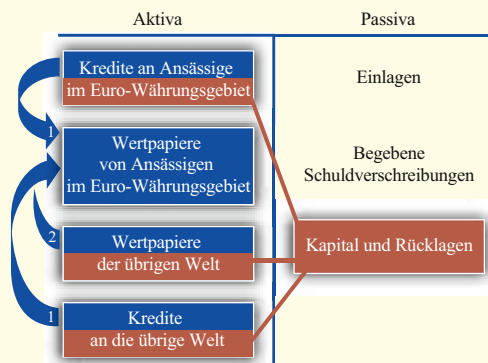 Aktiva
Passiva
Kredite an Ansässige
im Euro-Währungsgebiet
Einlagen
1
Wertpapiere
von Ansässigen
im Euro-Währungsgebiet
Begebene
Schuldverschreibungen
2
Wertpapiere
der übrigen Welt
Kapital und Rücklagen
1
Kredite
an die übrige Welt